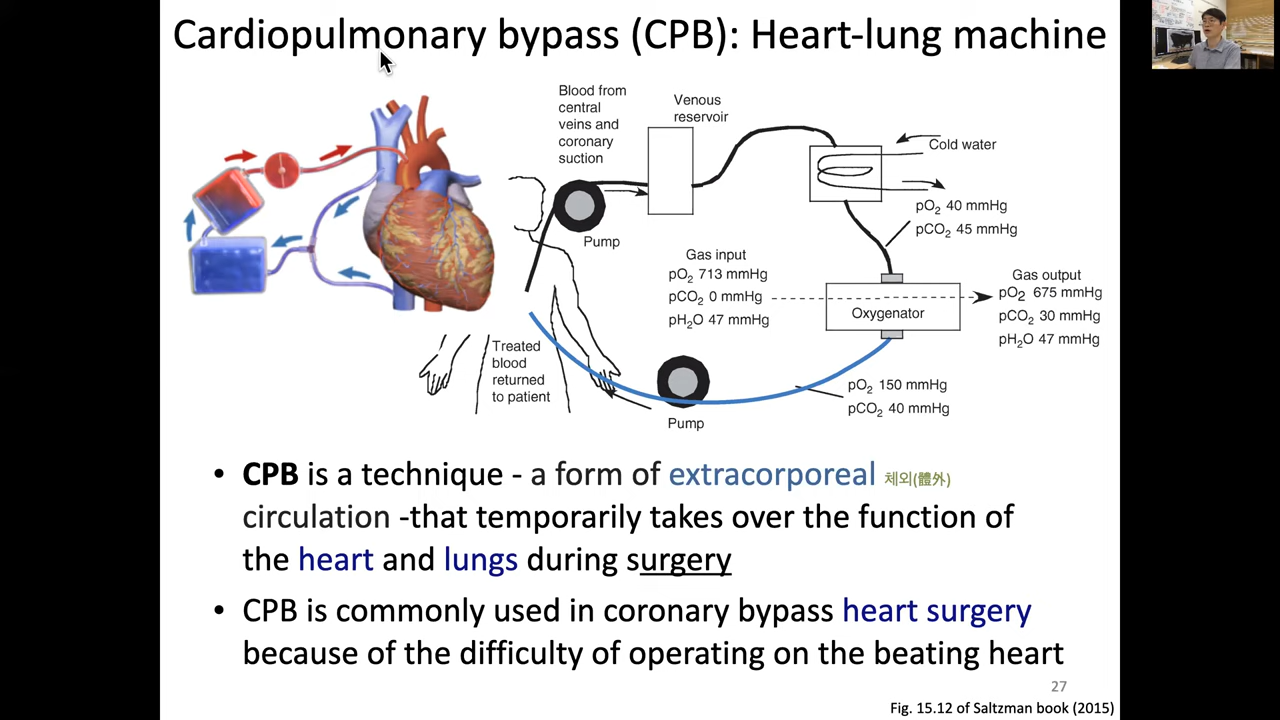 Cardiopulmonary bypass (CPB): Heart-lung machine
Blood from
central
veins and
coronary
suction
Venous
reservoir
Cold water
pO2 40 mmHg
pCO2 45 mmHg
Pump
Gas input
pO2 713 mmHg
pCO2 0 mmHg
pH2O 47 mmHg
Oxygenator
Gas output
pO2 675 mmHg
pCO2 30 mmHg
pH2O 47 mmHg
Treated
blood
returned
to patient
Pump
pO2 150 mmHg
pCO2 40 mmHg
• CPB is a technique - a form of extracorporeal 체외(體外)
circulation -that temporarily takes over the function of
the heart and lungs during surgery
• CPB is commonly used in coronary bypass heart surgery
because of the difficulty of operating on the beating heart
27
Fig. 15.12 of Saltzman book (2015)